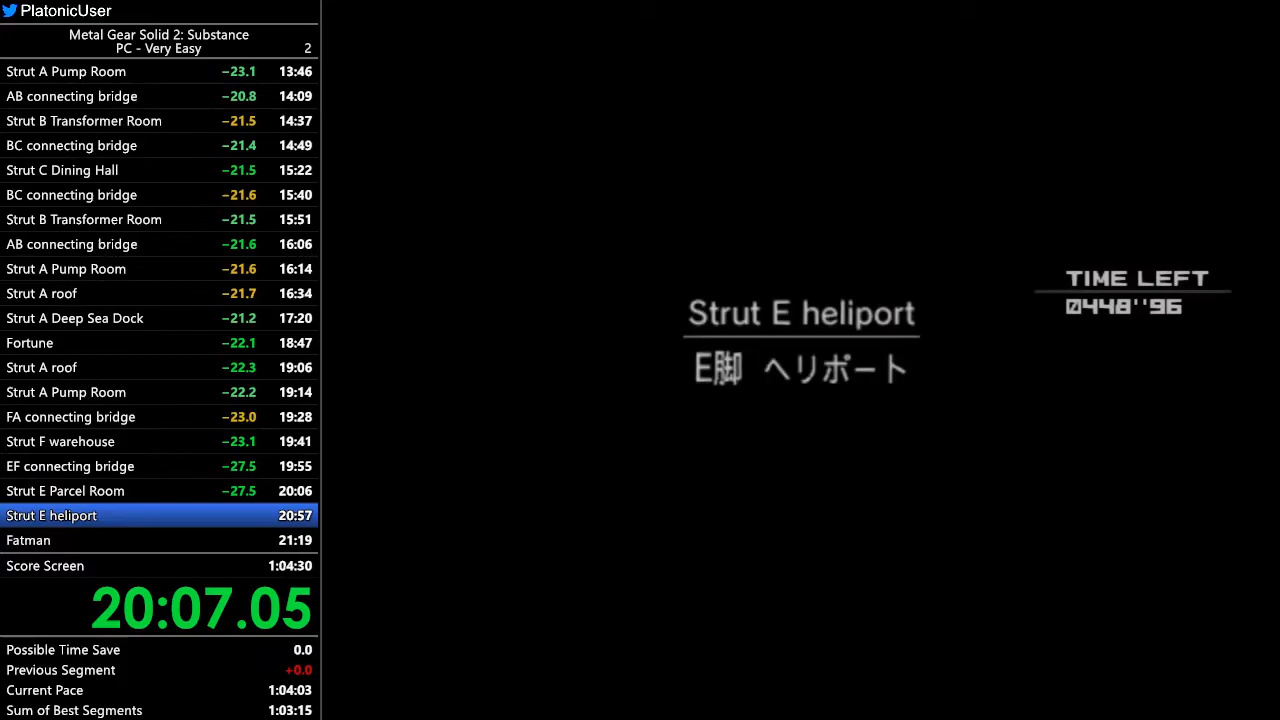 PlatonicUser
Metal Gear Solid 2: Substance
PC - Very Easy 2
Strut A Pump Room −23.1 13:46
AB connecting bridge −20.8 14:09
Strut B Transformer Room −21.5 14:37
BC connecting bridge −21.4 14:49
Strut C Dining Hall −21.5 15:22
BC connecting bridge −21.6 15:40
Strut B Transformer Room −21.5 15:51
AB connecting bridge −21.6 16:06
Strut A Pump Room −21.6 16:14
Strut A roof −21.7 16:34
Strut A Deep Sea Dock −21.2 17:20
Fortune −22.1 18:47
Strut A roof −22.3 19:06
Strut A Pump Room −22.2 19:14
FA connecting bridge −23.0 19:28
Strut F warehouse −23.1 19:41
EF connecting bridge −27.5 19:55
Strut E Parcel Room −27.5 20:06
Strut E heliport 20:57
Fatman 21:19
Score Screen 1:04:30
20:07.05
Possible Time Save 0.0
Previous Segment +0.0
Current Pace 1:04:03
Sum of Best Segments 1:03:15
Strut E heliport
E脚 ヘリポート
TIME LEFT
0448"96